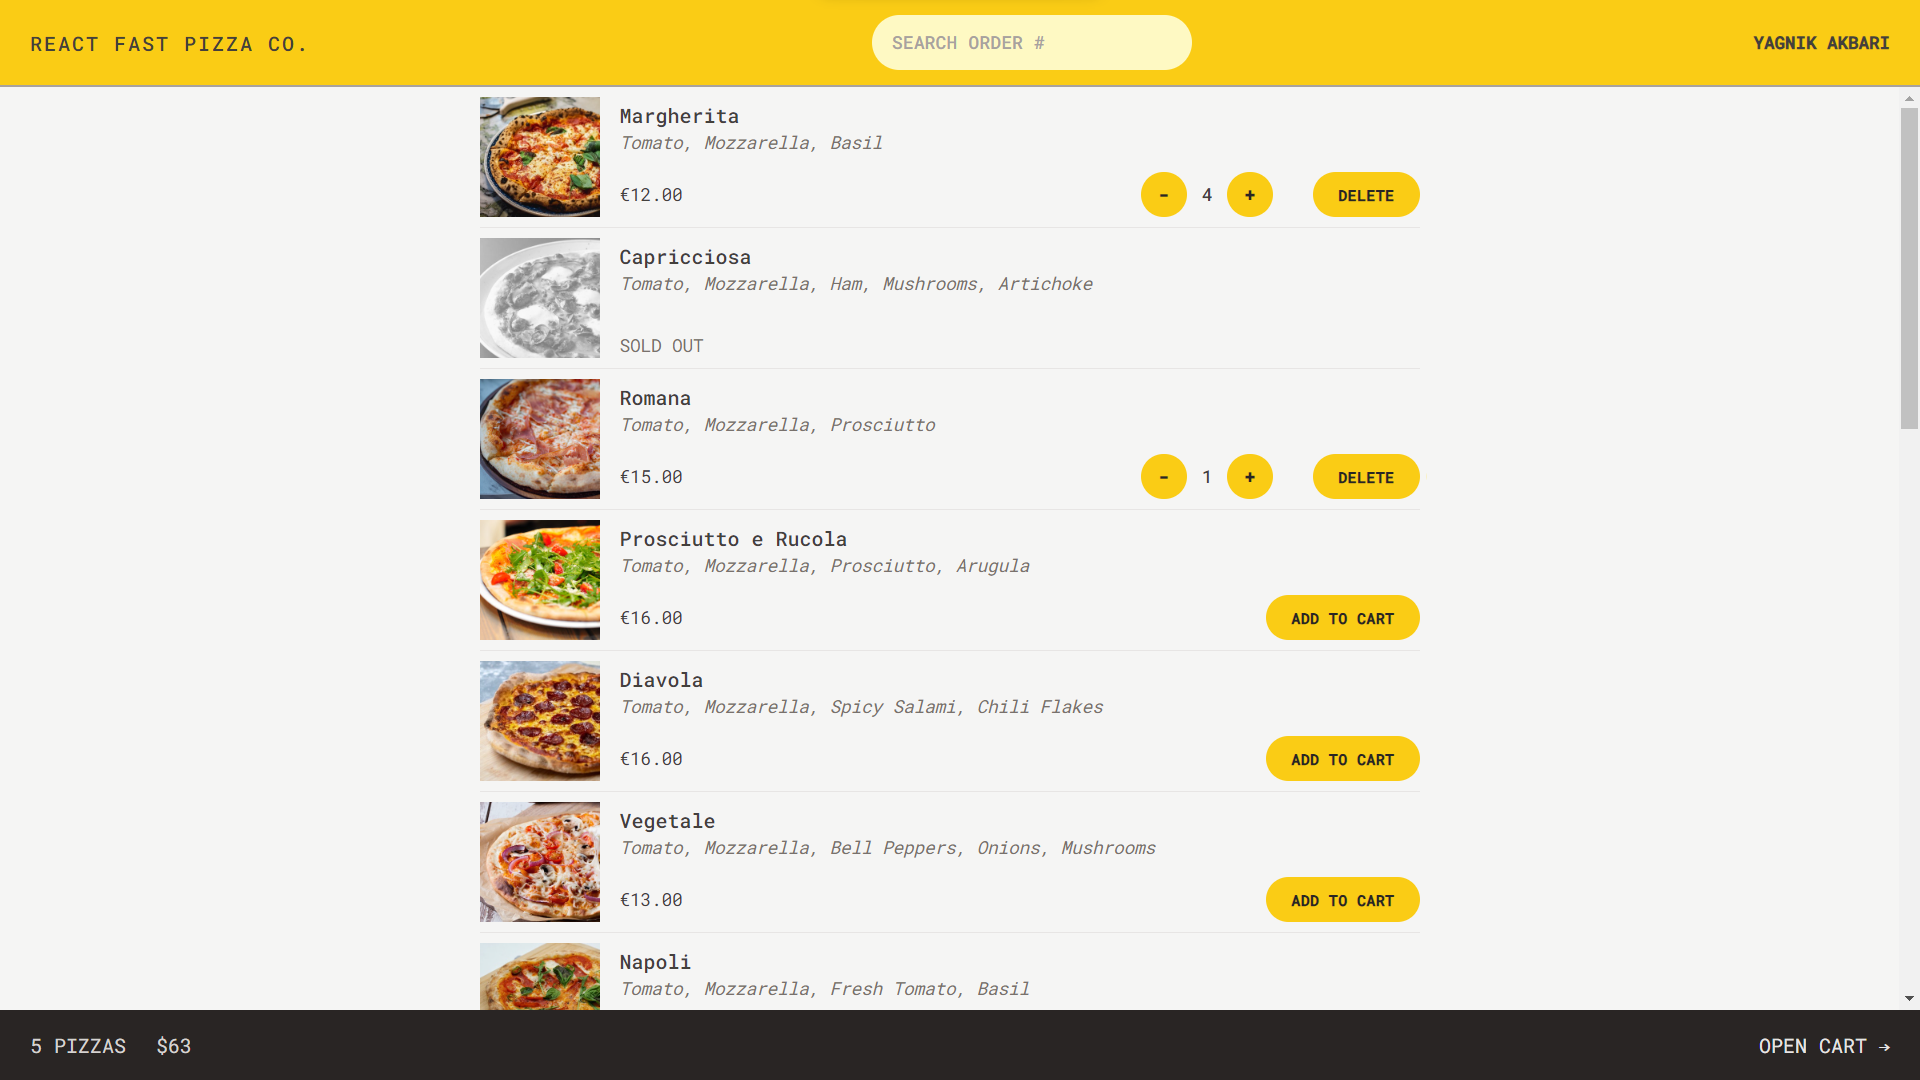 REACT FAST PIZZA CO.
SEARCH ORDER #
YAGNIK AKBARI
Margherita
Tomato, Mozzarella, Basil
€12.00 - 4 + DELETE
Capricciosa
Tomato, Mozzarella, Ham, Mushrooms, Artichoke
SOLD OUT
Romana
Tomato, Mozzarella, Prosciutto
€15.00 - 1 + DELETE
Prosciutto e Rucola
Tomato, Mozzarella, Prosciutto, Arugula
€16.00 ADD TO CART
Diavola
Tomato, Mozzarella, Spicy Salami, Chili Flakes
€16.00 ADD TO CART
Vegetale
Tomato, Mozzarella, Bell Peppers, Onions, Mushrooms
€13.00 ADD TO CART
Napoli
Tomato, Mozzarella, Fresh Tomato, Basil
5 PIZZAS $63
OPEN CART →